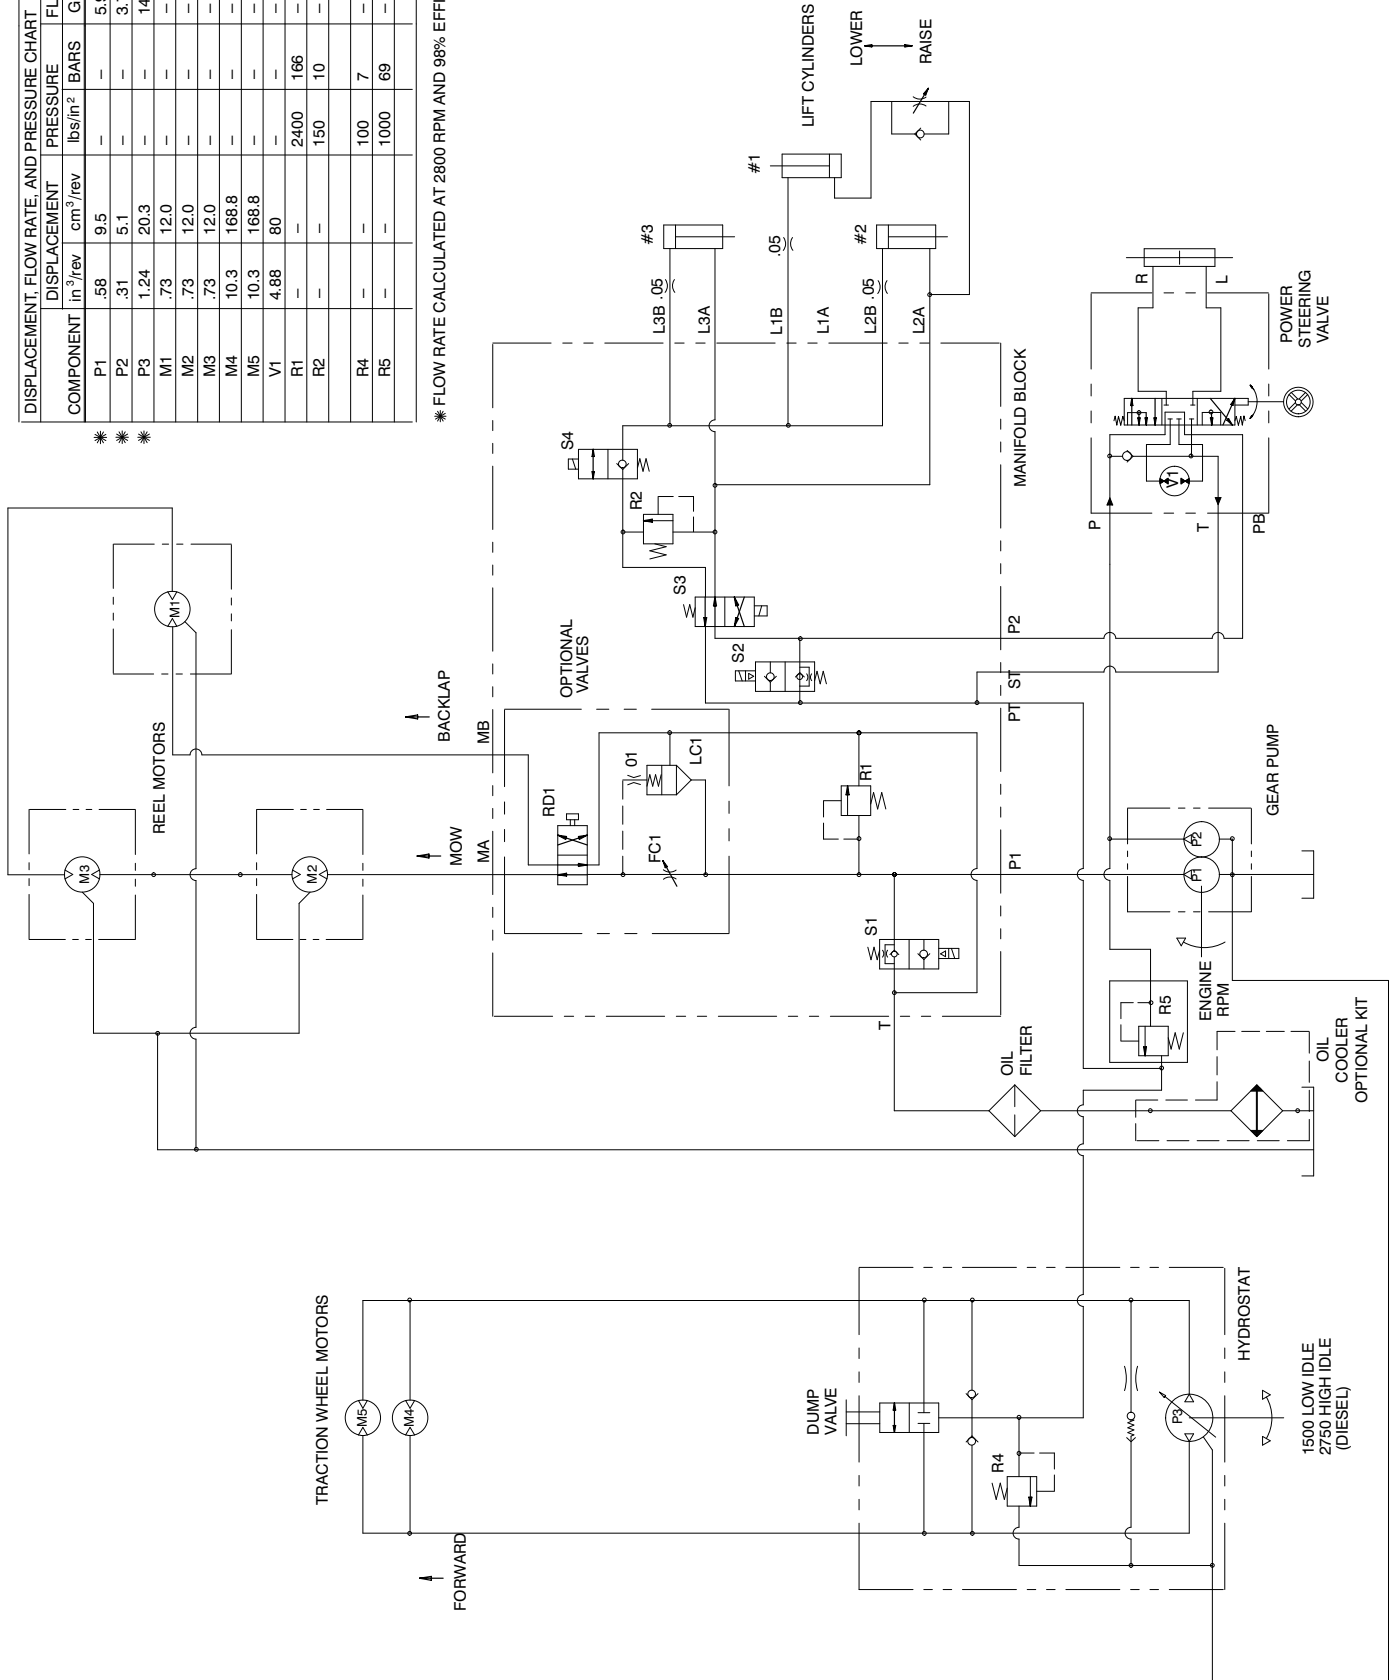 DISPLACEMENT, FLOW RATE, AND PRESSURE CHART
DISPLACEMENT PRESSURE
COMPONENT in³/rev cm³/rev lbs/in² BARS
✳ P1 .58 9.5 – –
✳ P2 .31 5.1 – –
✳ P3 1.24 20.3 – –
M1 .73 12.0 – – –
M2 .73 12.0 – – –
M3 .73 12.0 – – –
M4 10.3 168.8 – – –
M5 10.3 168.8 – – –
V1 4.88 80 – – –
R1 – – 2400 166 –
R2 – – 150 10 –
R4 – – 100 7 –
R5 – – 1000 69 –
✳ FLOW RATE CALCULATED AT 2800 RPM AND 98%
REEL MOTORS
M1
M3
M2
BACKLAP
MB
MOW
MA
OPTIONAL
VALVES
RD1
01
LC1
FC1
R1
S1
T
P1
S2
S3
R2
S4
PT
ST
P2
MANIFOLD BLOCK
L3B .05
L3A
L1B
.05
L1A
L2B .05
L2A
#3
#1
#2
LIFT CYLINDERS
LOWER
RAISE
R
L
POWER
STEERING
VALVE
V1
P
T
PB
GEAR PUMP
P2
P1
ENGINE
RPM
R5
OIL
FILTER
OIL
COOLER
OPTIONAL KIT
TRACTION WHEEL MOTORS
M5
M4
FORWARD
DUMP
VALVE
R4
P3
HYDROSTAT
1500 LOW IDLE
2750 HIGH IDLE
(DIESEL)